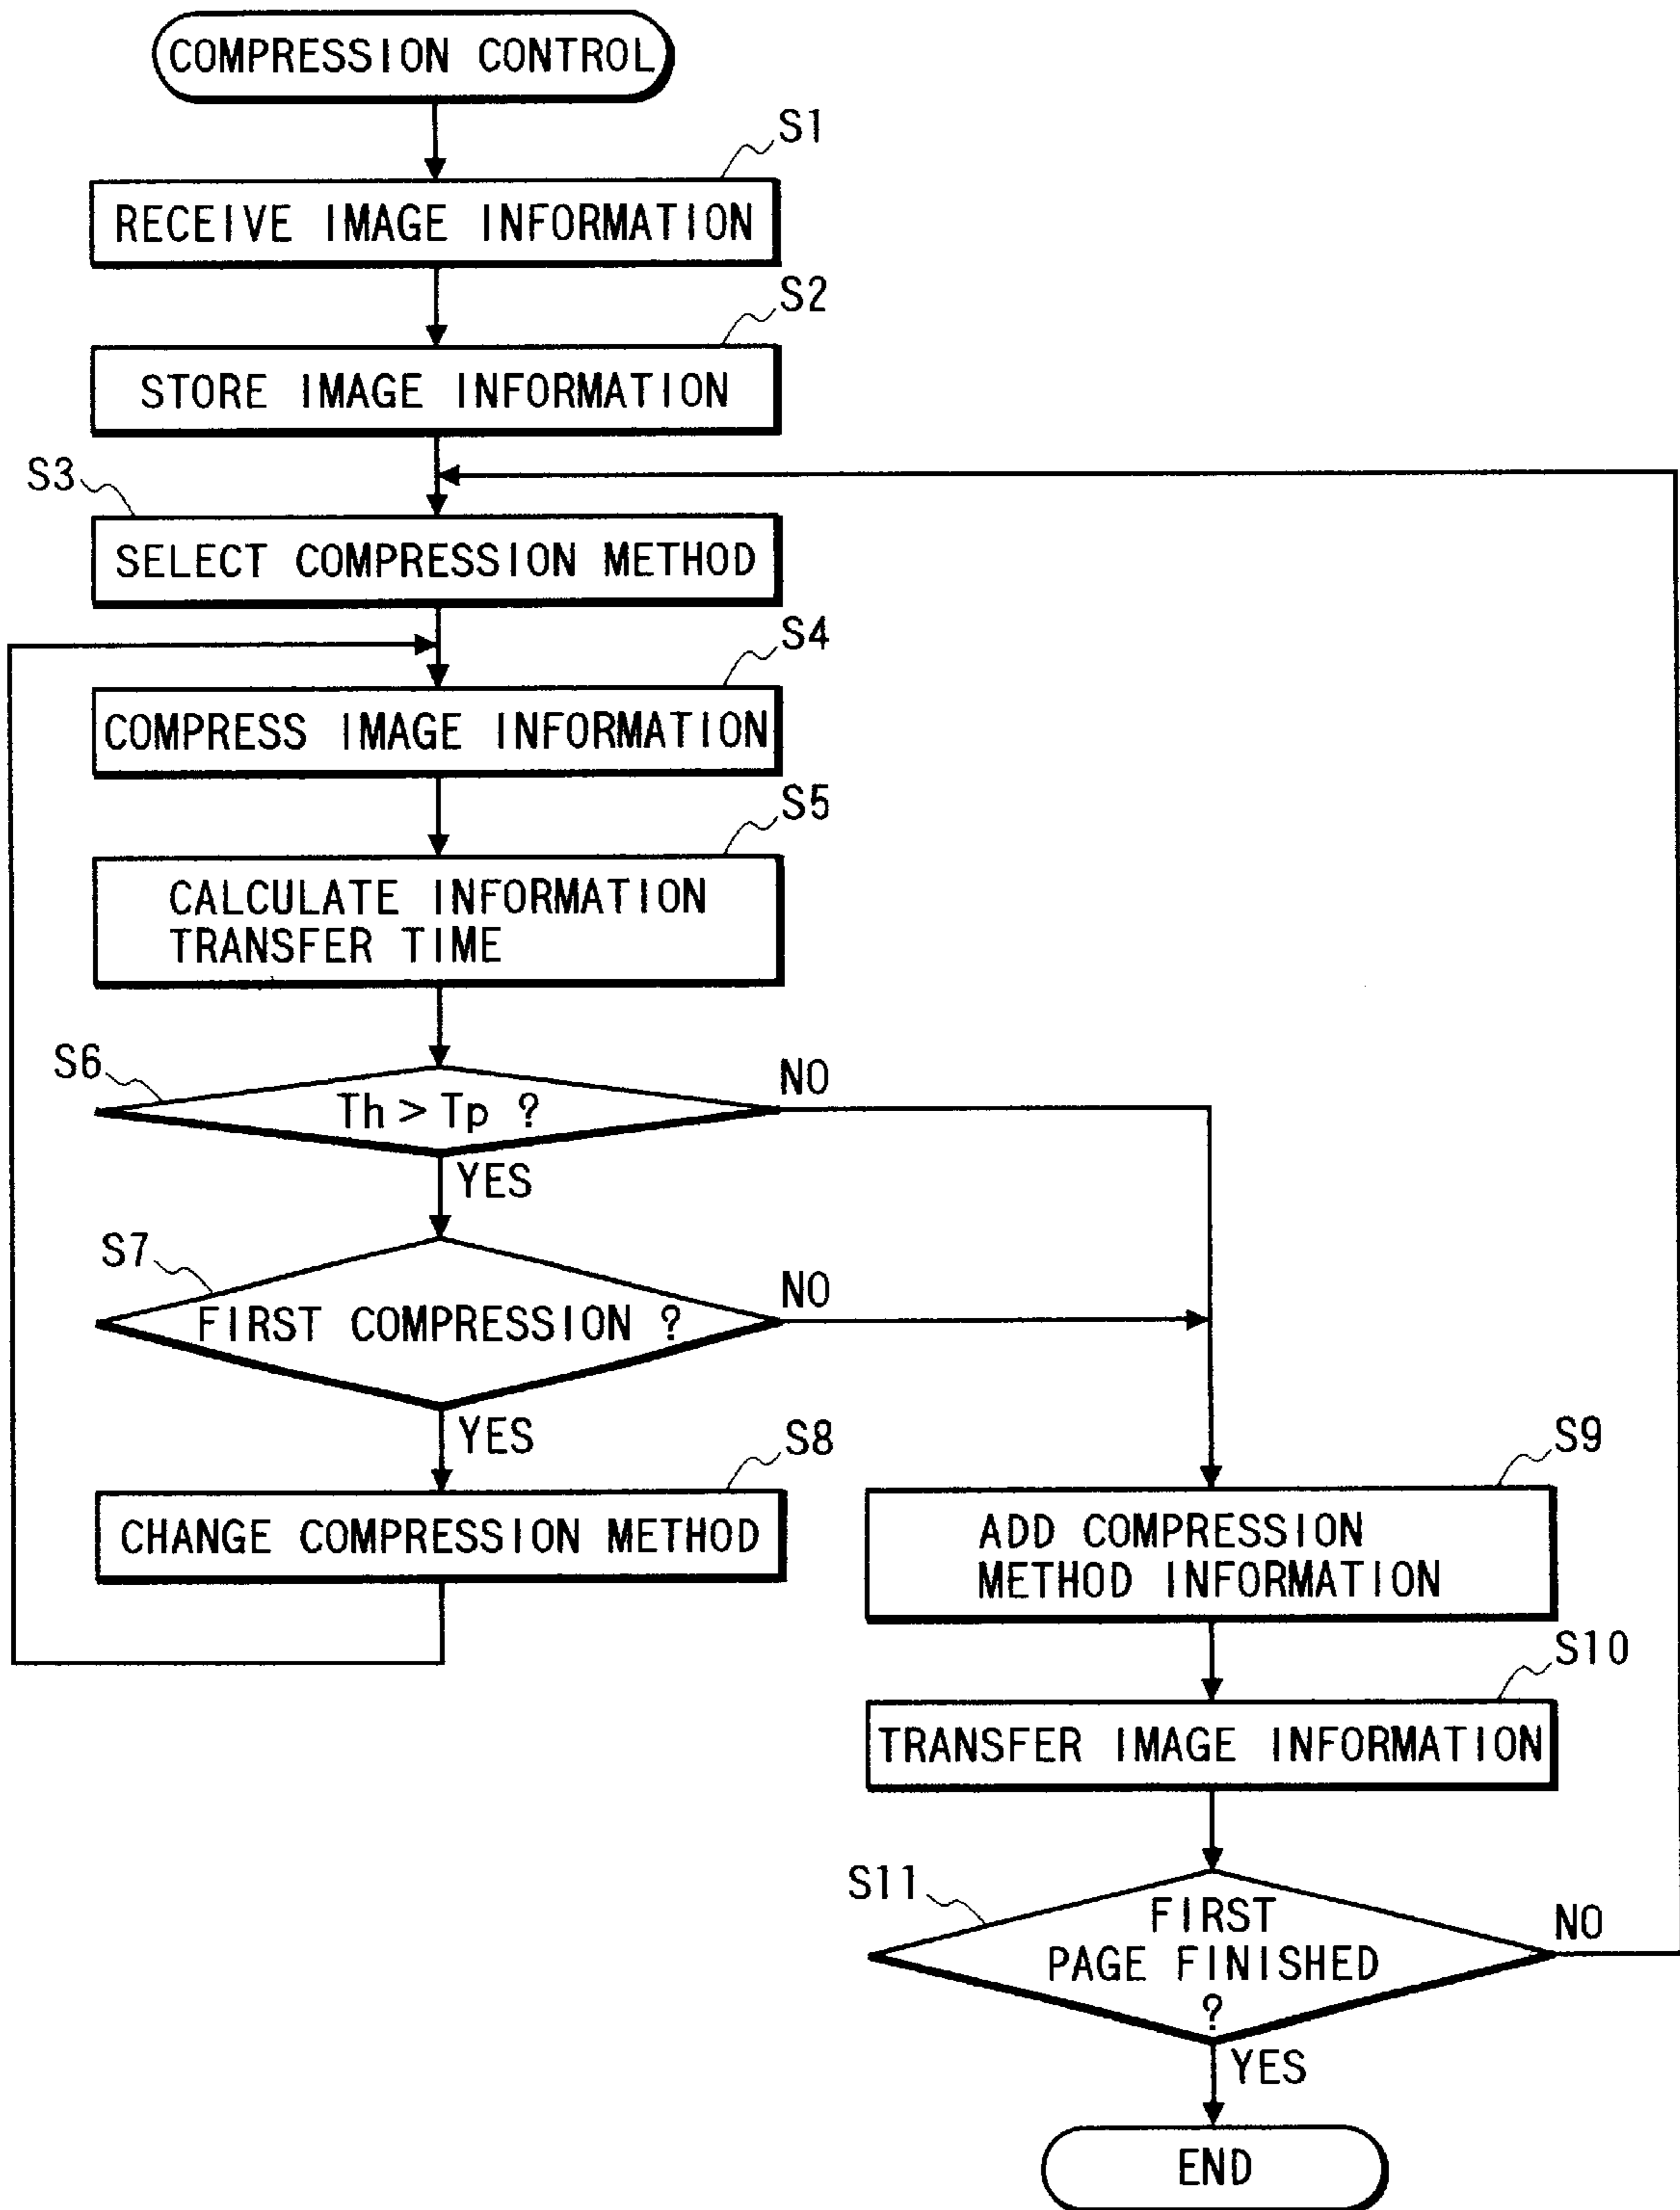 COMPRESSION CONTROL
S1
RECEIVE IMAGE INFORMATION
S2
STORE IMAGE INFORMATION
S3
SELECT COMPRESSION METHOD
S4
COMPRESS IMAGE INFORMATION
S5
CALCULATE INFORMATION
TRANSFER TIME
S6
Th > Tp ?
NO
YES
S7
FIRST COMPRESSION ?
NO
YES
S8
CHANGE COMPRESSION METHOD
S9
ADD COMPRESSION
METHOD INFORMATION
S10
TRANSFER IMAGE INFORMATION
S11
FIRST
PAGE FINISHED
?
NO
YES
END